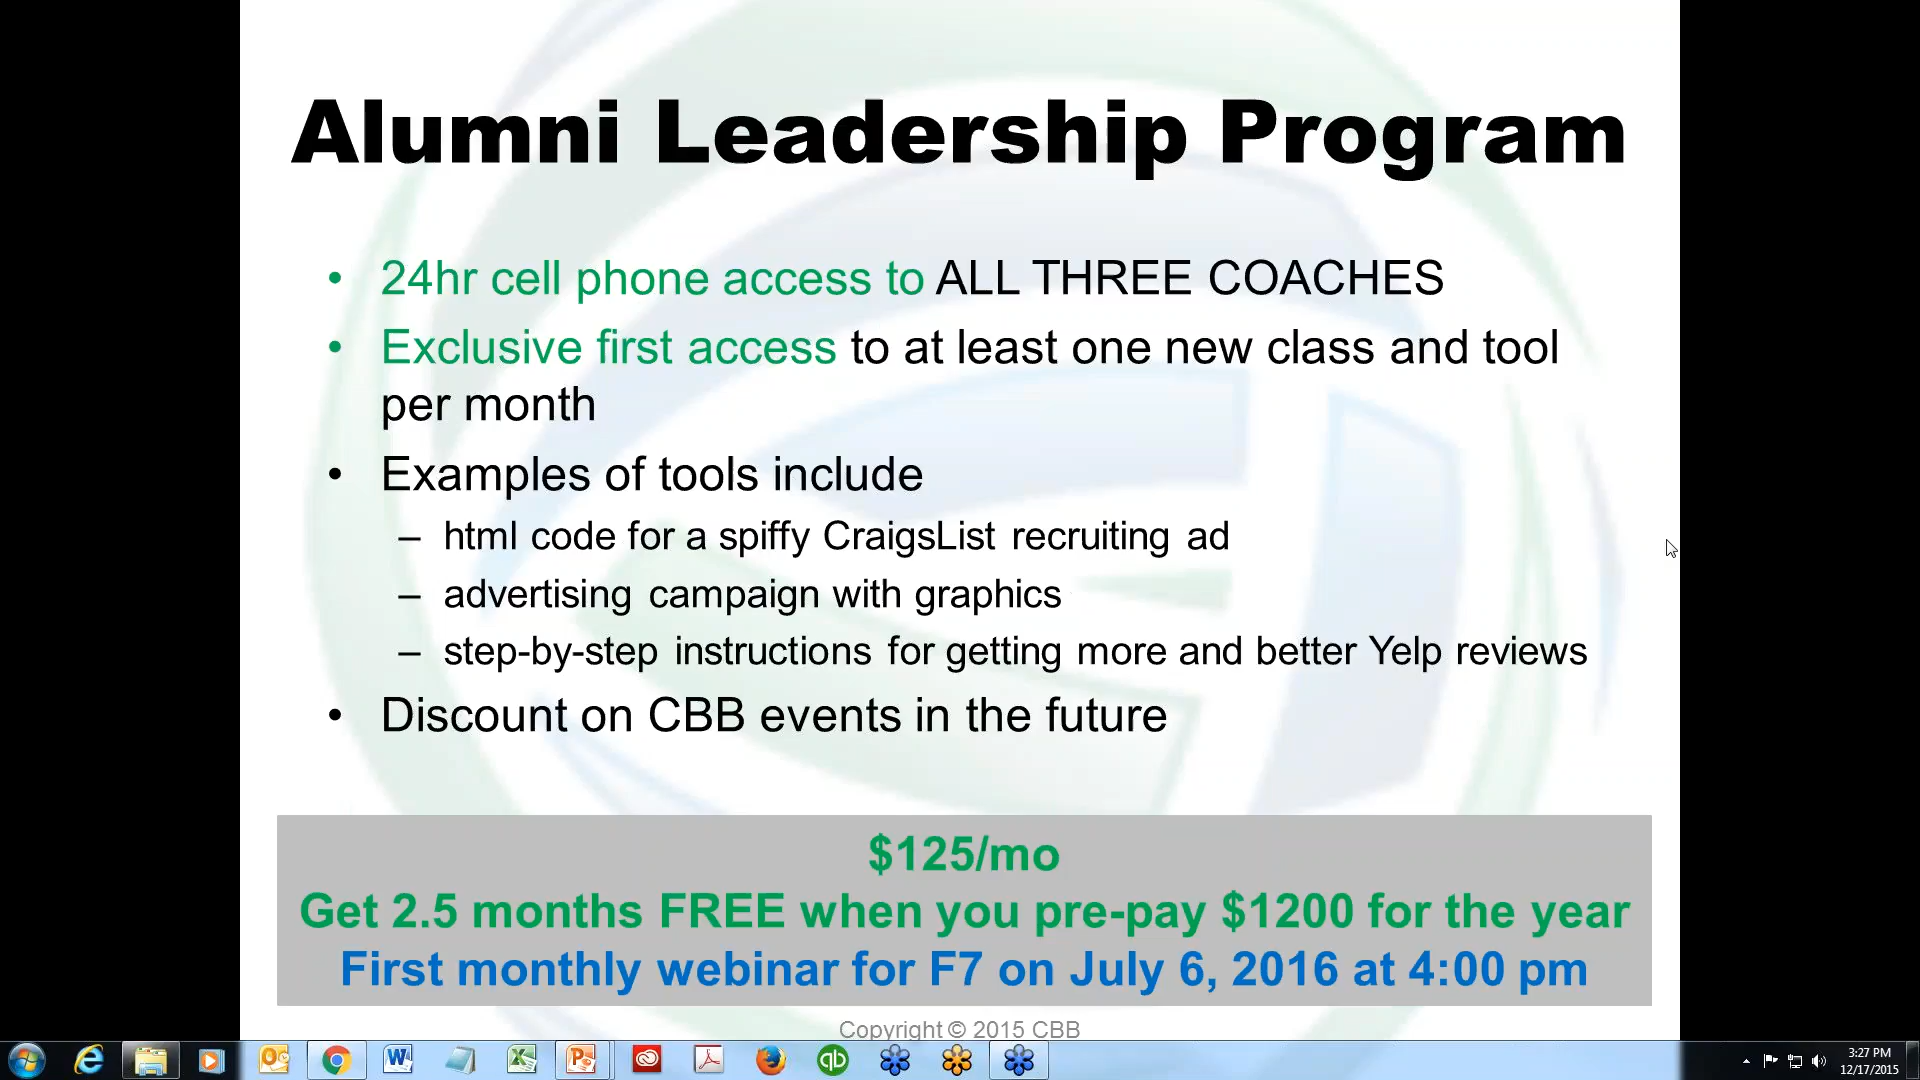 Alumni Leadership Program
• 24hr cell phone access to ALL THREE COACHES
• Exclusive first access to at least one new class and tool
per month
• Examples of tools include
– html code for a spiffy CraigsList recruiting ad
– advertising campaign with graphics
– step-by-step instructions for getting more and better Yelp reviews
• Discount on CBB events in the future
$125/mo
Get 2.5 months FREE when you pre-pay $1200 for the year
First monthly webinar for F7 on July 6, 2016 at 4:00 pm
Copyright © 2015 CBB
3:27 PM
12/17/2015